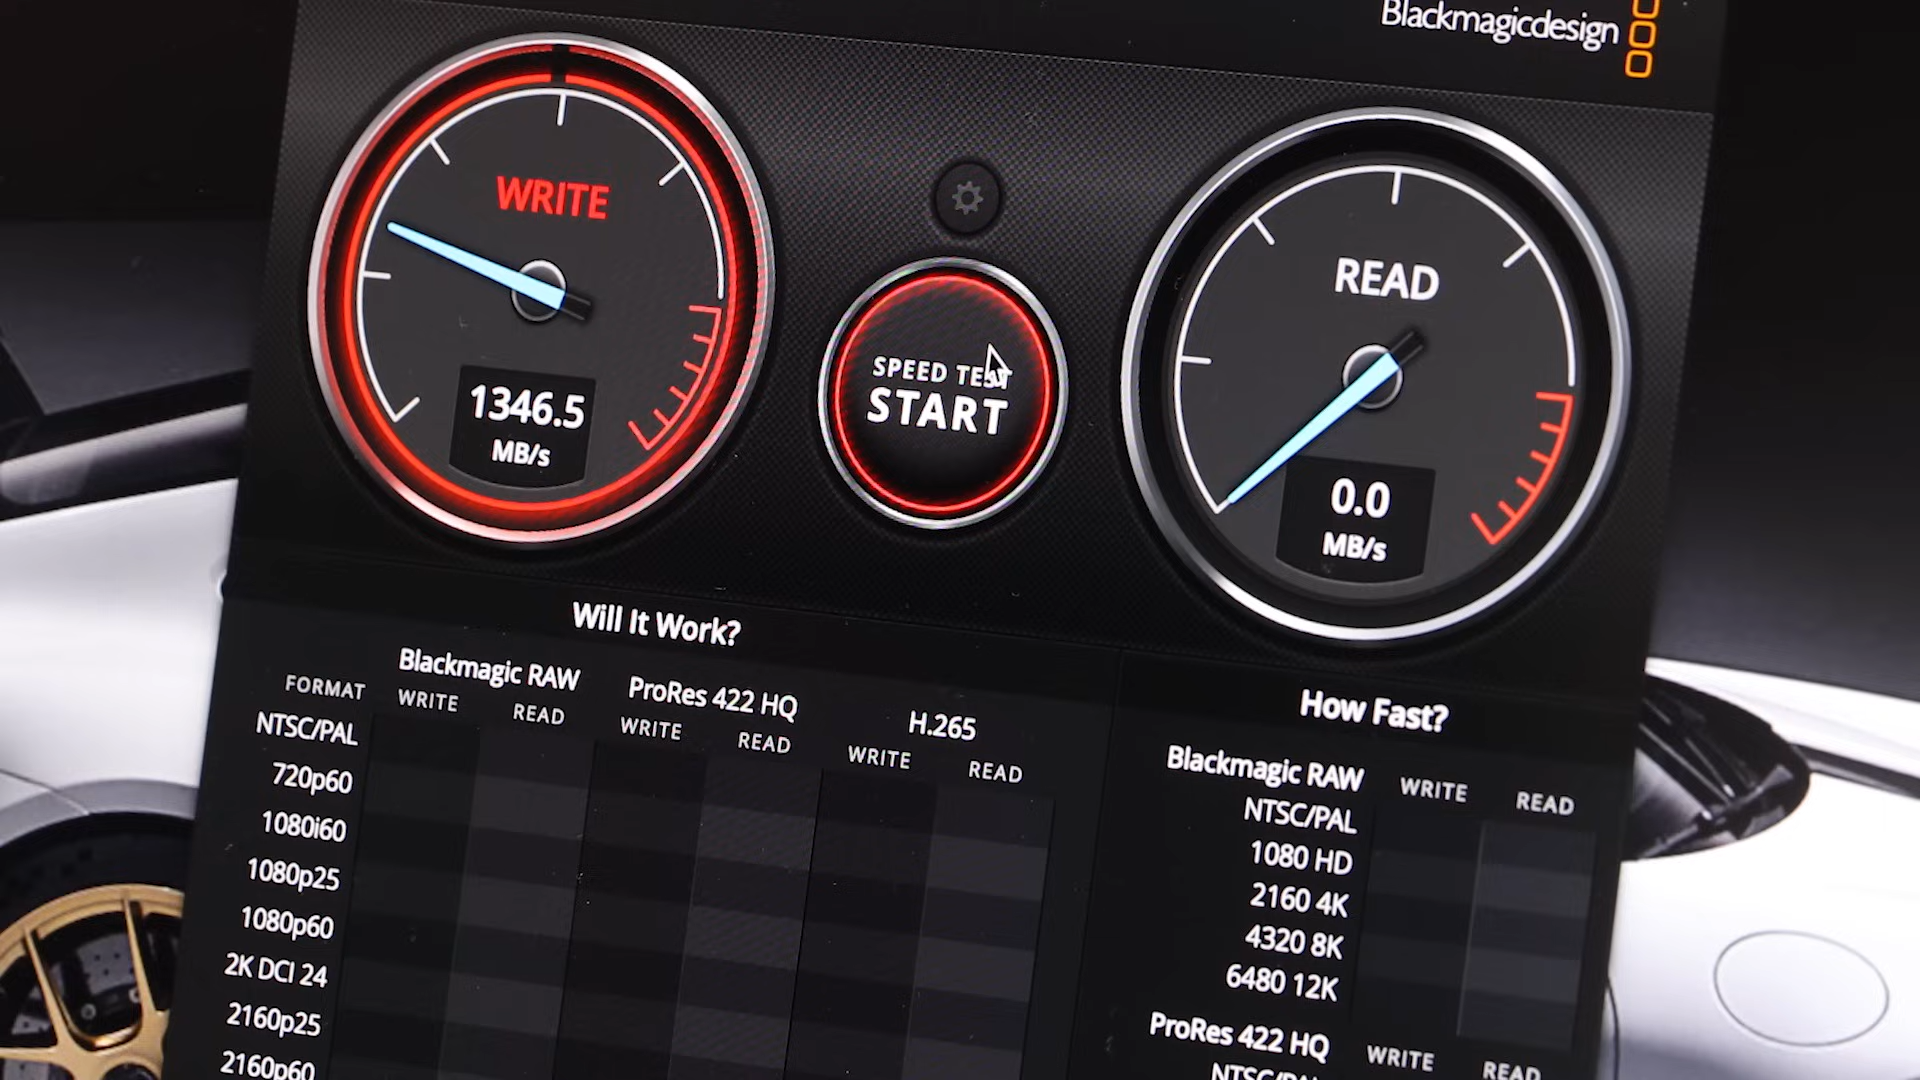 Blackmagicdesign
WRITE
1346.5
MB/s
SPEED TEST
START
READ
0.0
MB/s
Will It Work?
FORMAT
Blackmagic RAW
WRITE READ
ProRes 422 HQ
WRITE READ
H.265
WRITE READ
NTSC/PAL
720p60
1080i60
1080p25
1080p60
2K DCI 24
2160p25
2160p60
How Fast?
Blackmagic RAW WRITE READ
NTSC/PAL
1080 HD
2160 4K
4320 8K
6480 12K
ProRes 422 HQ WRITE READ
NTSC/PAL